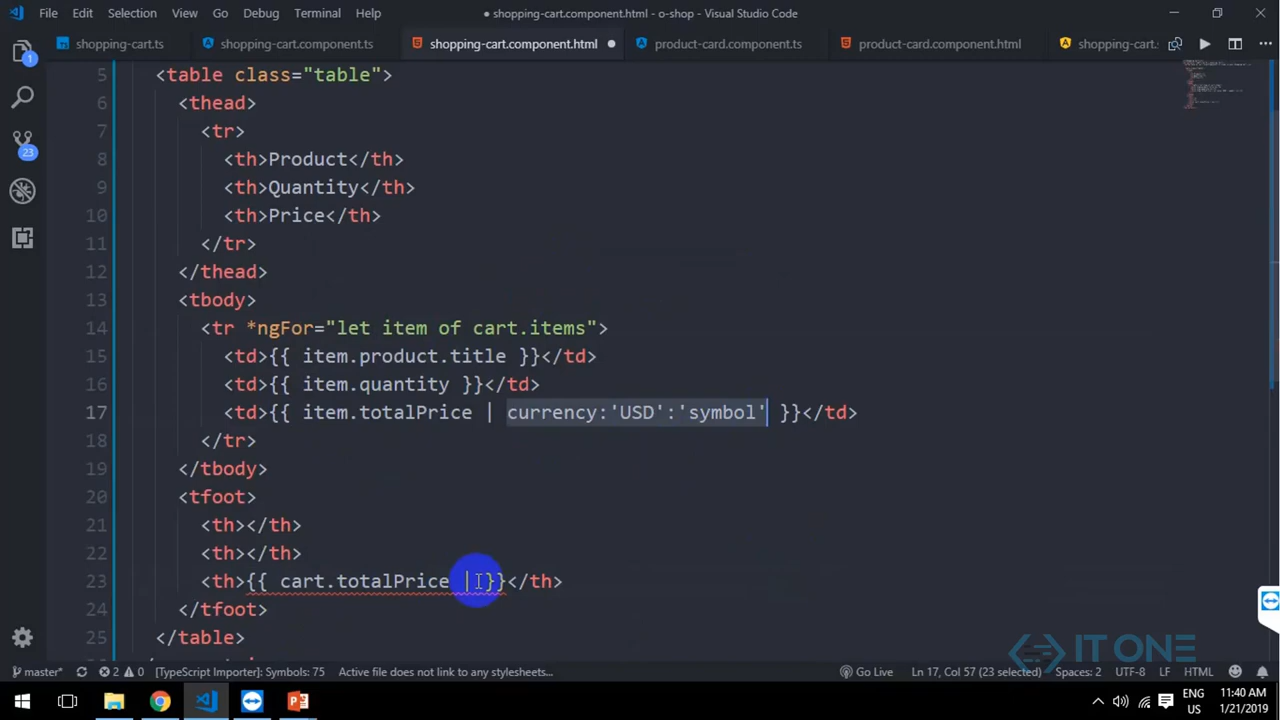 File Edit Selection View Go Debug Terminal Help
● shopping-cart.component.html - o-shop - Visual Studio Code
shopping-cart.ts
shopping-cart.component.ts
shopping-cart.component.html ●
product-card.component.ts
product-card.component.html
shopping-cart.s
5 <table class="table">
6 <thead>
7 <tr>
8 <th>Product</th>
9 <th>Quantity</th>
10 <th>Price</th>
11 </tr>
12 </thead>
13 <tbody>
14 <tr *ngFor="let item of cart.items">
15 <td>{{ item.product.title }}</td>
16 <td>{{ item.quantity }}</td>
17 <td>{{ item.totalPrice | currency:'USD':'symbol' }}</td>
18 </tr>
19 </tbody>
20 <tfoot>
21 <th></th>
22 <th></th>
23 <th>{{ cart.totalPrice | }}</th>
24 </tfoot>
25 </table>
1
23
IT ONE
master* 2 0 [TypeScript Importer]: Symbols: 75 Active file does not link to any stylesheets... Go Live Ln 17, Col 57 (23 selected) Spaces: 2 UTF-8 LF HTML
ENG 11:40 AM
US 1/21/2019